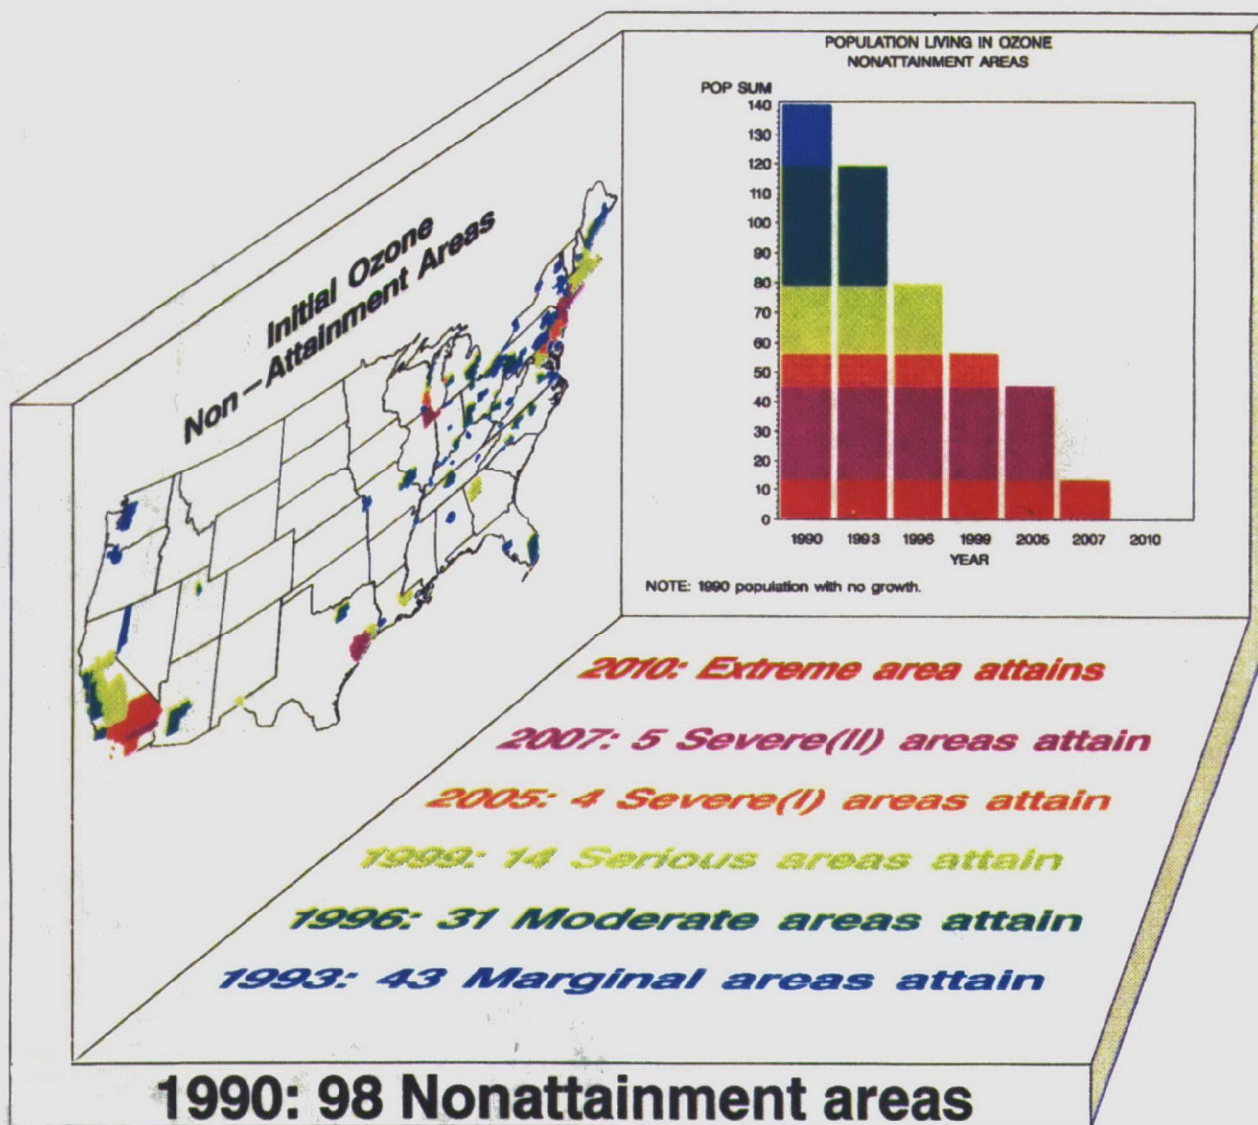 POPULATION LIVING IN OZONE
NONATTAINMENT AREAS
POP SUM
140
130
120
110
100
90
80
70
60
50
40
30
20
10
0
1990 1993 1996 1999 2005 2007 2010
YEAR
NOTE: 1990 population with no growth.
Initial Ozone
Non-Attainment Areas
2010: Extreme area attains
2007: 5 Severe(II) areas attain
2005: 4 Severe(I) areas attain
1999: 14 Serious areas attain
1996: 31 Moderate areas attain
1993: 43 Marginal areas attain
1990: 98 Nonattainment areas